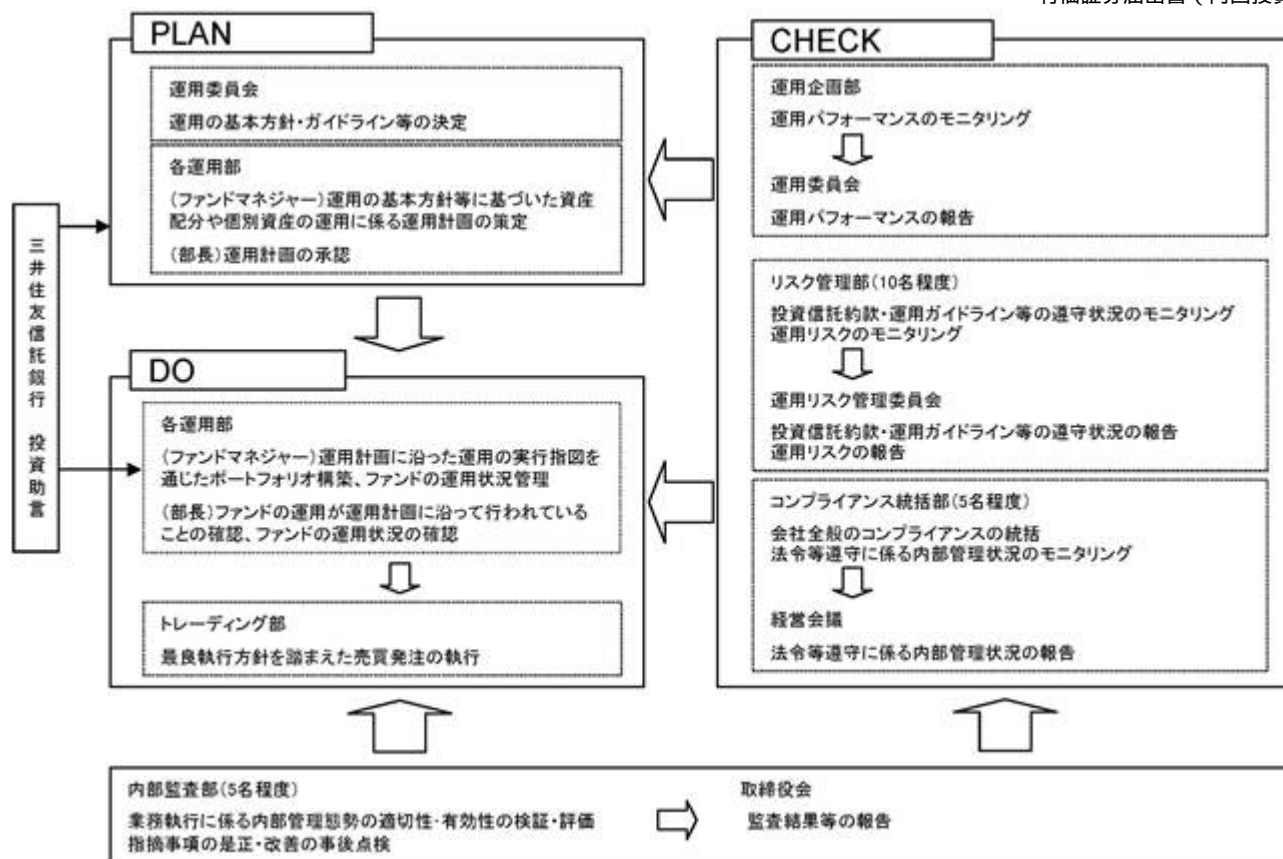 有価証券届出書（内国投資
PLAN
運用委員会
運用の基本方針・ガイドライン等の決定
各運用部
(ファンドマネジャー)運用の基本方針等に基づいた資産
配分や個別資産の運用に係る運用計画の策定
(部長)運用計画の承認
三井住友信託銀行 投資助言
DO
各運用部
(ファンドマネジャー)運用計画に沿った運用の実行指図を
通じたポートフォリオ構築、ファンドの運用状況管理
(部長)ファンドの運用が運用計画に沿って行われている
ことの確認、ファンドの運用状況の確認
トレーディング部
最良執行方針を踏まえた売買発注の執行
CHECK
運用企画部
運用パフォーマンスのモニタリング
運用委員会
運用パフォーマンスの報告
リスク管理部(10名程度)
投資信託約款・運用ガイドライン等の遵守状況のモニタリング
運用リスクのモニタリング
運用リスク管理委員会
投資信託約款・運用ガイドライン等の遵守状況の報告
運用リスクの報告
コンプライアンス統括部(5名程度)
会社全般のコンプライアンスの統括
法令等遵守に係る内部管理状況のモニタリング
経営会議
法令等遵守に係る内部管理状況の報告
内部監査部(5名程度)
業務執行に係る内部管理態勢の適切性・有効性の検証・評価
指摘事項の是正・改善の事後点検
取締役会
監査結果等の報告